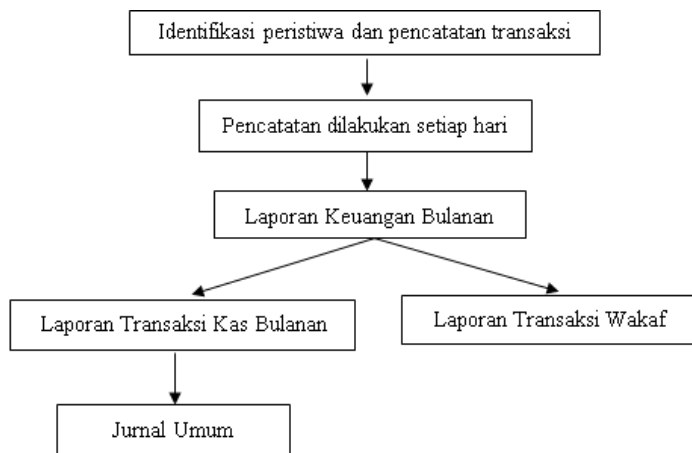 Identifikasi peristiwa dan pencatatan transaksi
Pencatatan dilakukan setiap hari
Laporan Keuangan Bulanan
Laporan Transaksi Kas Bulanan
Laporan Transaksi Wakaf
Jurnal Umum